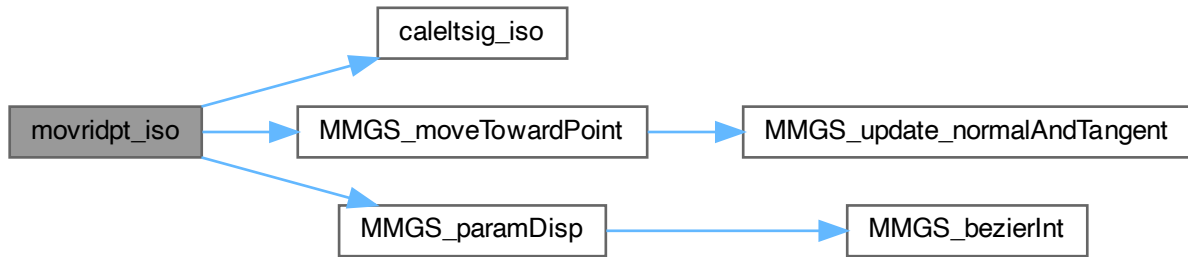 caleltsig_iso
movridpt_iso
MMGS_moveTowardPoint
MMGS_update_normalAndTangent
MMGS_paramDisp
MMGS_bezierInt